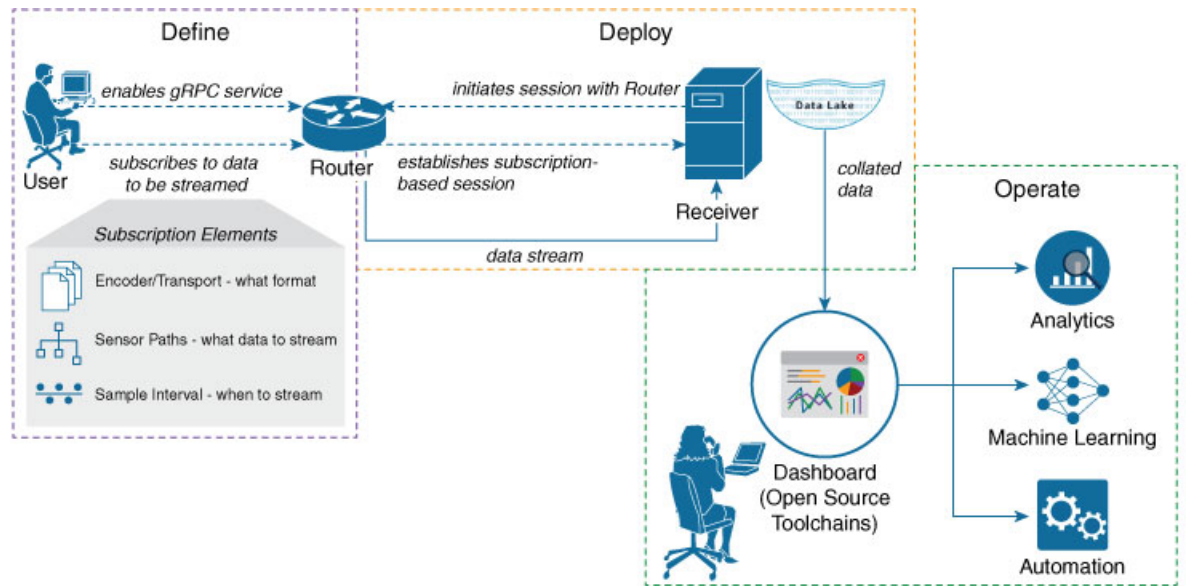 Define
Deploy
enables gRPC service
initiates session with Router
Data Lake
User
subscribes to data
to be streamed
Router
establishes subscription-
based session
Receiver
collated
data
Operate
data stream
Subscription Elements
Encoder/Transport - what format
Sensor Paths - what data to stream
Sample Interval - when to stream
Analytics
Machine Learning
Dashboard
(Open Source
Toolchains)
Automation